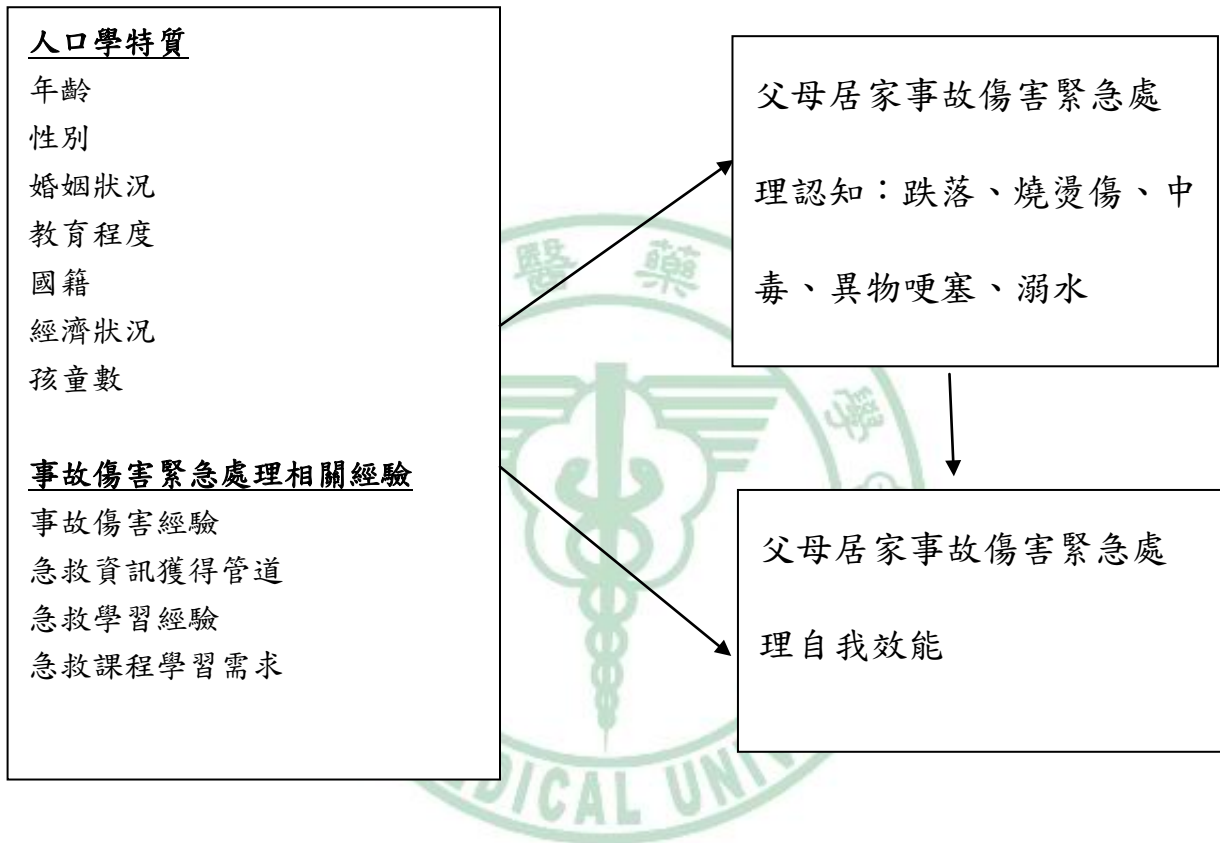 人口學特質
年齡
性別
婚姻狀況
教育程度
國籍
經濟狀況
孩童數
事故傷害緊急處理相關經驗
事故傷害經驗
急救資訊獲得管道
急救學習經驗
急救課程學習需求
父母居家事故傷害緊急處
理認知：跌落、燒燙傷、中
毒、異物哽塞、溺水
父母居家事故傷害緊急處
理自我效能
醫藥
學
DICAL UNIV